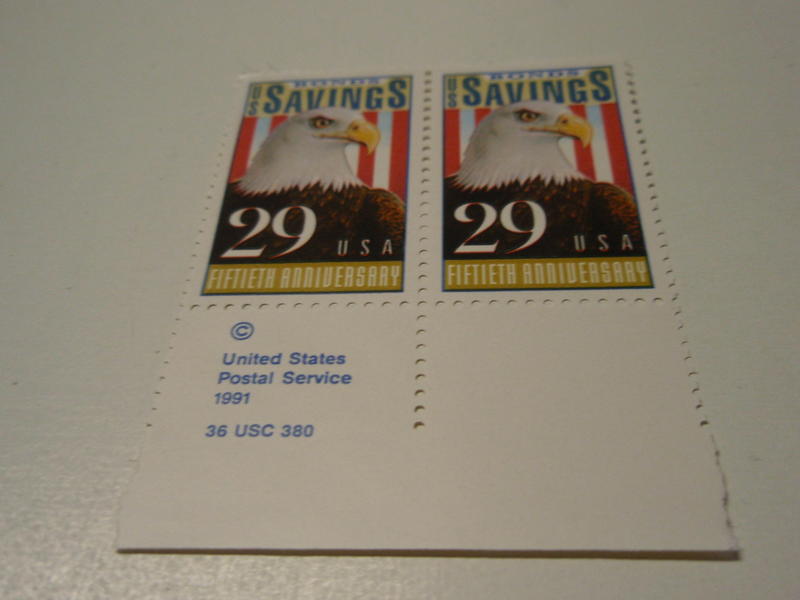 US BONDS
SAVINGS
29
USA
FIFTIETH ANNIVERSARY
US BONDS
SAVINGS
29
USA
FIFTIETH ANNIVERSARY
©
United States
Postal Service
1991
36 USC 380